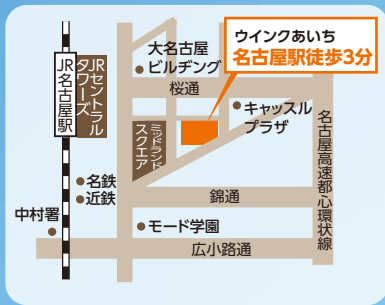 ウインクあいち
名古屋駅徒歩3分
大名古屋
ビルヂング
桜通
JR名古屋駅
JRセントラル
タワーズ
キャッスル
プラザ
ミッドランド
スクエア
名古屋高速都心環状線
名鉄
近鉄
錦通
中村署
モード学園
広小路通